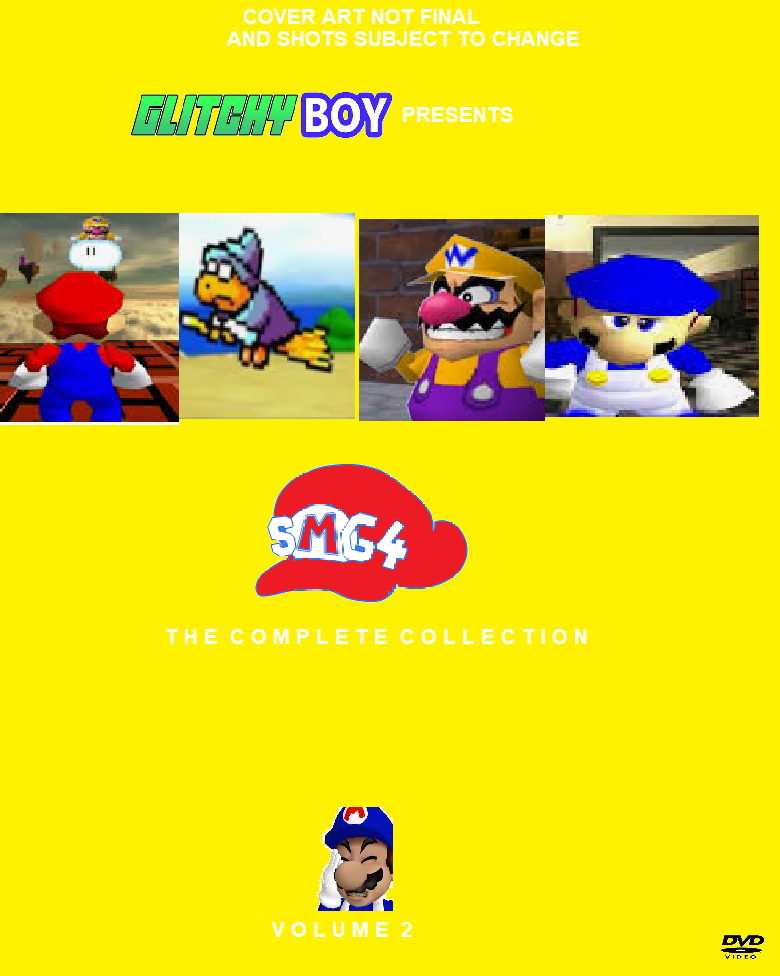 COVER ART NOT FINAL
AND SHOTS SUBJECT TO CHANGE
GLITCHY BOY PRESENTS
W
SMG4
THE COMPLETE COLLECTION
M
VOLUME 2
DVD
VIDEO